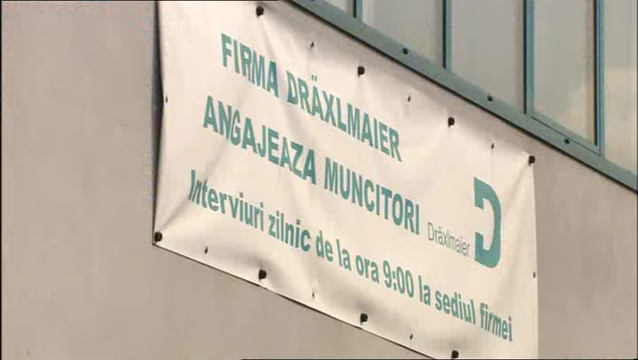 FIRMA DRÄXLMAIER
ANGAJEAZA MUNCITORI
Interviuri zilnic de la ora 9:00 la sediul firmei
Dräxlmaier